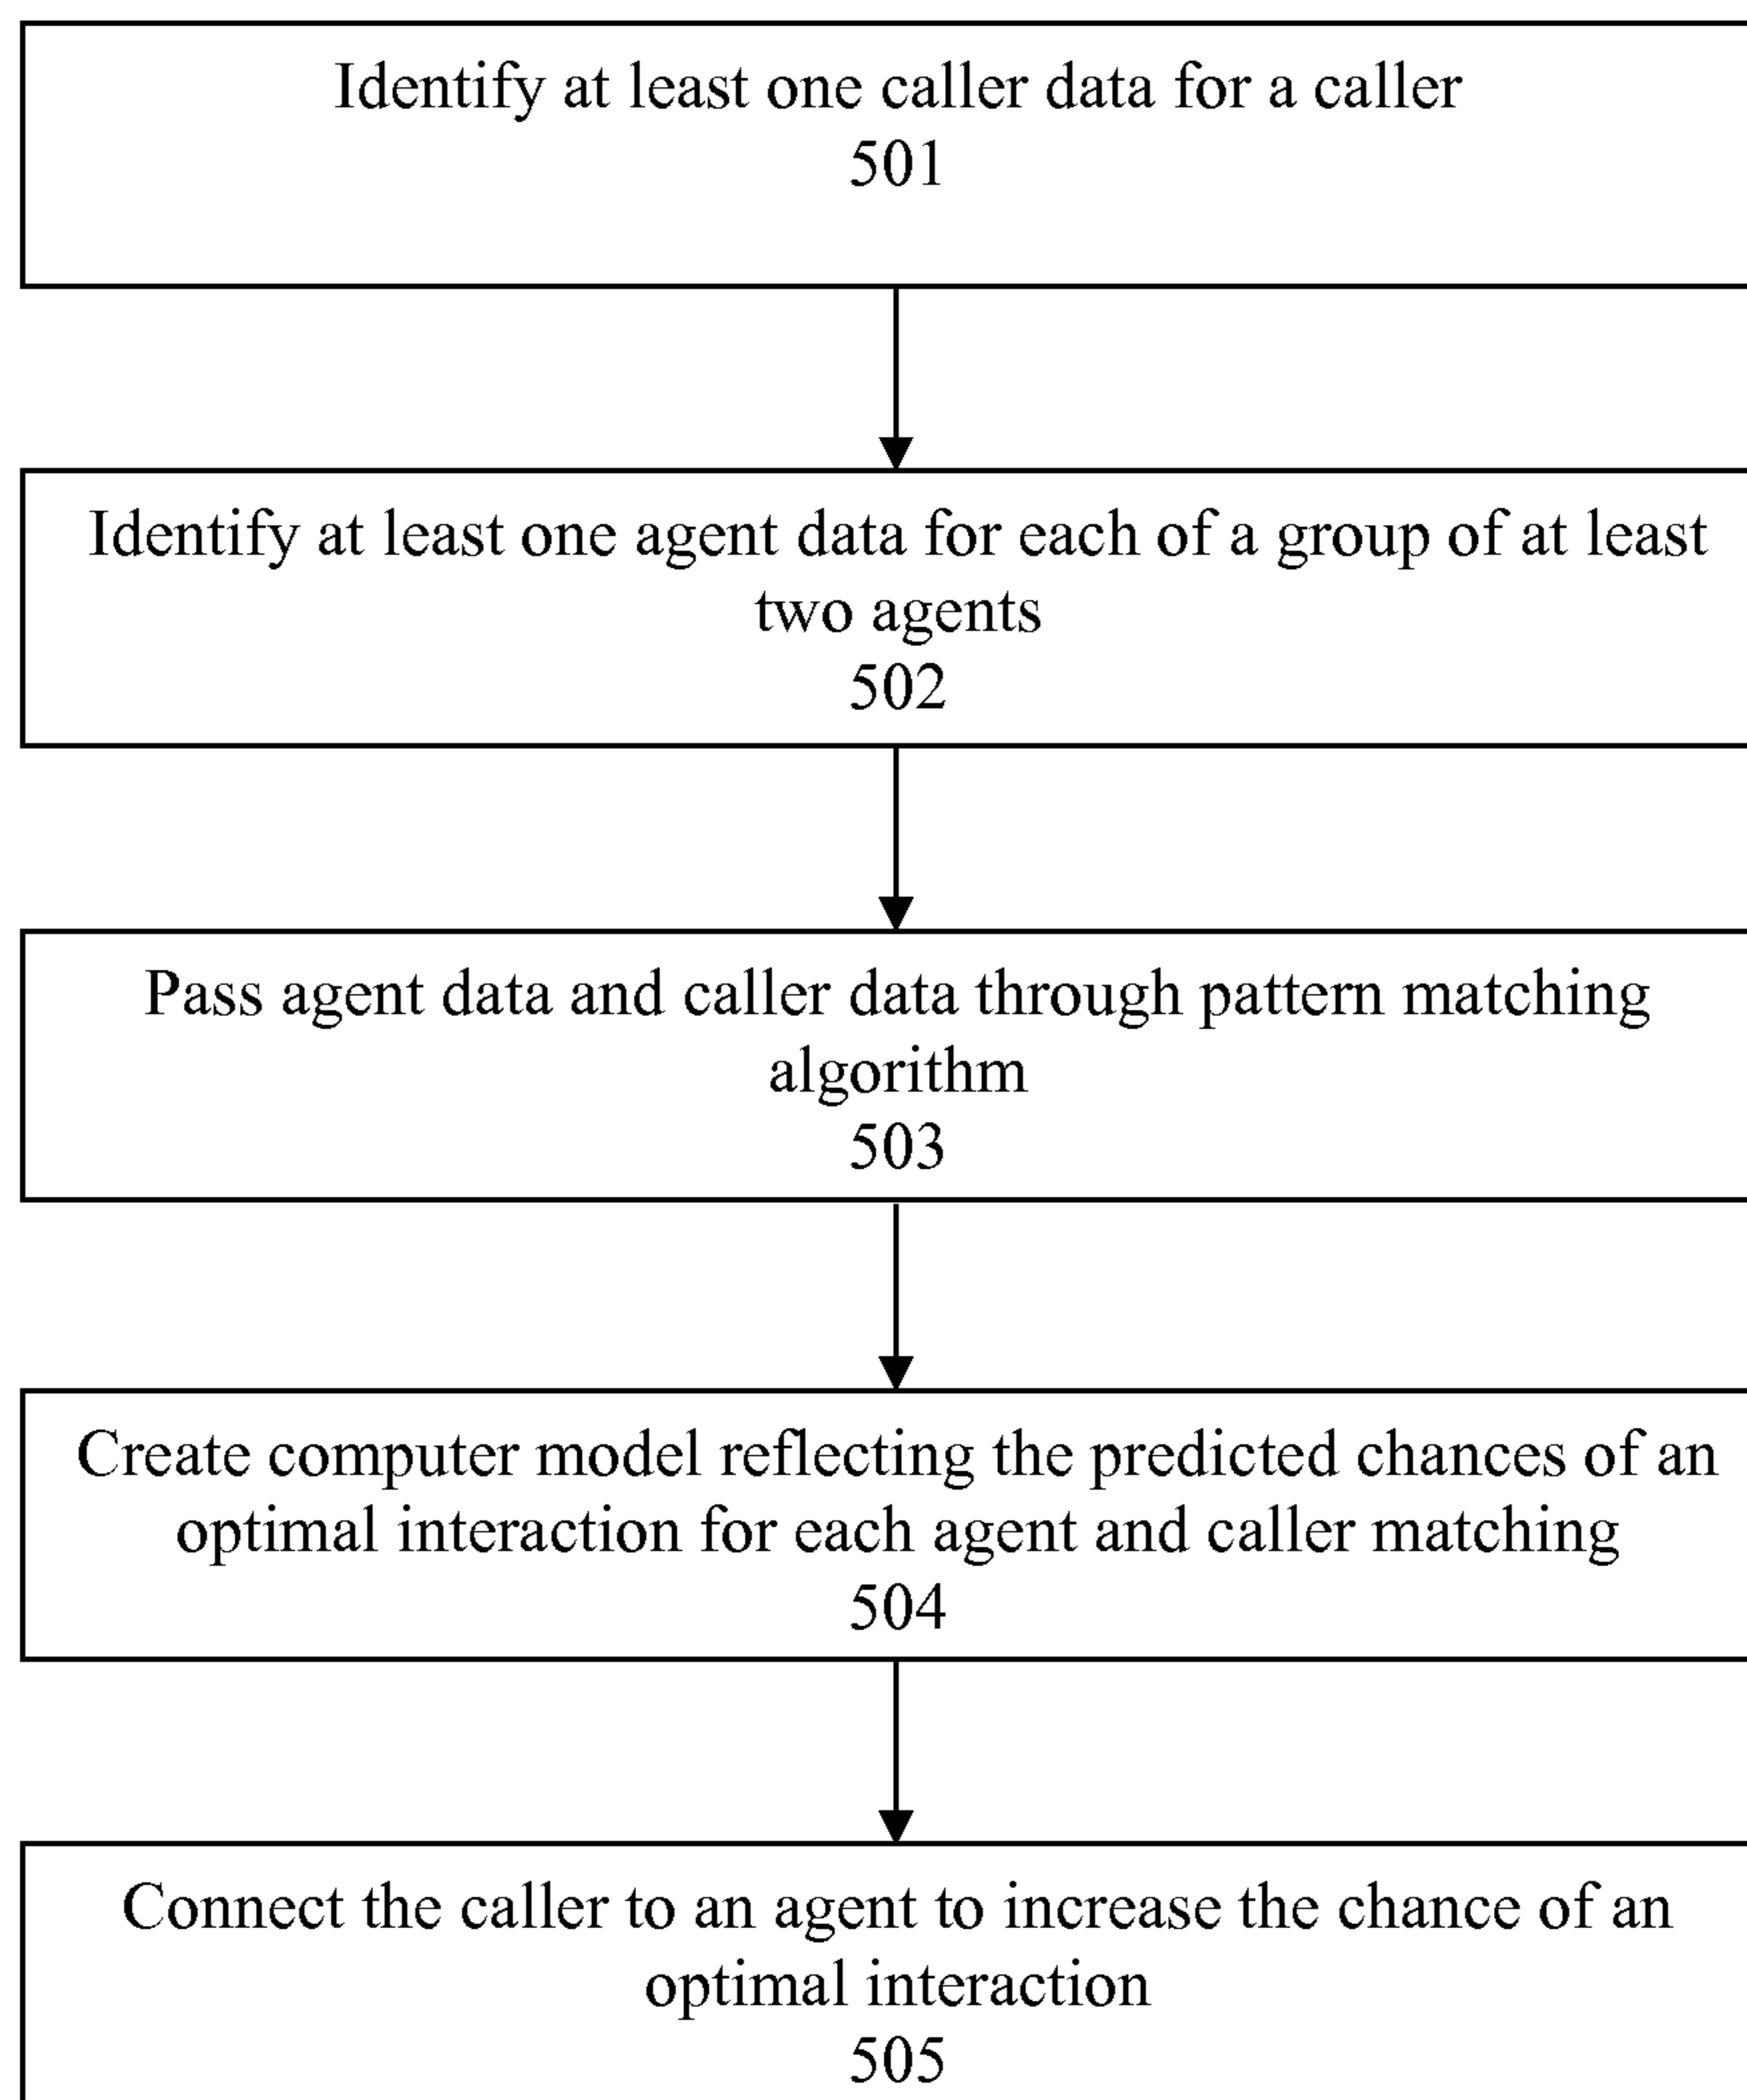 Identify at least one caller data for a caller
501
Identify at least one agent data for each of a group of at least
two agents
502
Pass agent data and caller data through pattern matching
algorithm
503
Create computer model reflecting the predicted chances of an
optimal interaction for each agent and caller matching
504
Connect the caller to an agent to increase the chance of an
optimal interaction
505